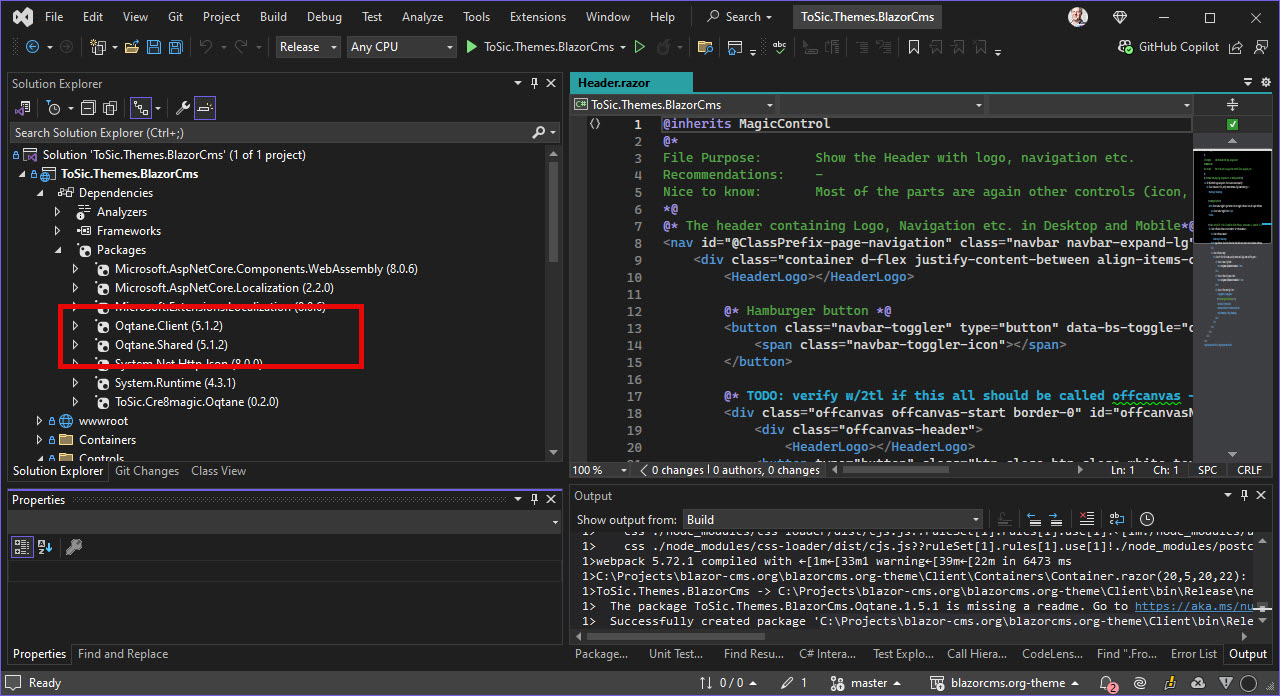 File Edit View Git Project Build Debug Test Analyze Tools Extensions Window Help Search ToSic.Themes.BlazorCms
Release Any CPU ToSic.Themes.BlazorCms GitHub Copilot
Solution Explorer
Search Solution Explorer (Ctrl+;)
Solution 'ToSic.Themes.BlazorCms' (1 of 1 project)
ToSic.Themes.BlazorCms
Dependencies
Analyzers
Frameworks
Packages
Microsoft.AspNetCore.Components.WebAssembly (8.0.6)
Microsoft.AspNetCore.Localization (2.2.0)
Microsoft.Extensions.Localization (8.0.6)
Oqtane.Client (5.1.2)
Oqtane.Shared (5.1.2)
System.Net.Http.Json (8.0.0)
System.Runtime (4.3.1)
ToSic.Cre8magic.Oqtane (0.2.0)
wwwroot
Containers
Controls
Solution Explorer Git Changes Class View
Properties
Properties Find and Replace
Header.razor
C# ToSic.Themes.BlazorCms
1 @inherits MagicControl
2 @*
3 File Purpose: Show the Header with logo, navigation etc.
4 Recommendations: -
5 Nice to know: Most of the parts are again other controls (icon,
6 *@
7 @* The header containing Logo, Navigation etc. in Desktop and Mobile*@
8 <nav id="@ClassPrefix-page-navigation" class="navbar navbar-expand-lg"
9 <div class="container d-flex justify-content-between align-items-c
10 <HeaderLogo></HeaderLogo>
11
12 @* Hamburger button *@
13 <button class="navbar-toggler" type="button" data-bs-toggle="o
14 <span class="navbar-toggler-icon"></span>
15 </button>
16
17 @* TODO: verify w/2tl if this all should be called offcanvas -
18 <div class="offcanvas offcanvas-start border-0" id="offcanvasN
19 <div class="offcanvas-header">
20 <HeaderLogo></HeaderLogo>
100 % 0 changes | 0 authors, 0 changes Ln: 1 Ch: 1 SPC CRLF
Output
Show output from: Build
1> css ./node_modules/css-loader/dist/cjs.js??ruleSet[1].rules[1].use[1]!./node_modules/postc
1>webpack 5.72.1 compiled with ←[1m←[33m1 warning←[39m←[22m in 6473 ms
1>C:\Projects\blazor-cms.org\blazorcms.org-theme\Client\Containers\Container.razor(20,5,20,22):
1>ToSic.Themes.BlazorCms -> C:\Projects\blazor-cms.org\blazorcms.org-theme\Client\bin\Release\ne
1> The package ToSic.Themes.BlazorCms.Oqtane.1.5.1 is missing a readme. Go to https://aka.ms/nu
1> Successfully created package 'C:\Projects\blazor-cms.org\blazorcms.org-theme\Client\bin\Rele
Package... Unit Test... Find Resu... C# Intera... Test Explo... Call Hiera... CodeLens... Find ".Fro... Error List Output
Ready 0 / 0 1 master blazorcms.org-theme 2